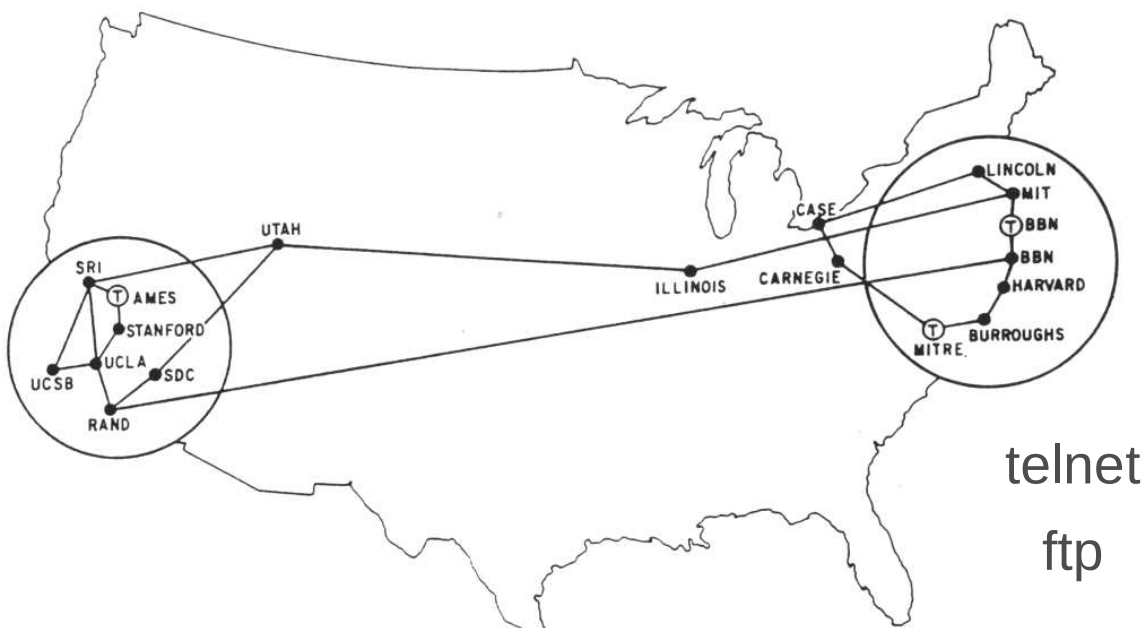 UTAH
SRI
T
AMES
STANFORD
UCLA
UCSB
SDC
RAND
ILLINOIS
CASE
CARNEGIE
LINCOLN
MIT
T
BBN
BBN
HARVARD
BURROUGHS
T
MITRE
telnet
ftp